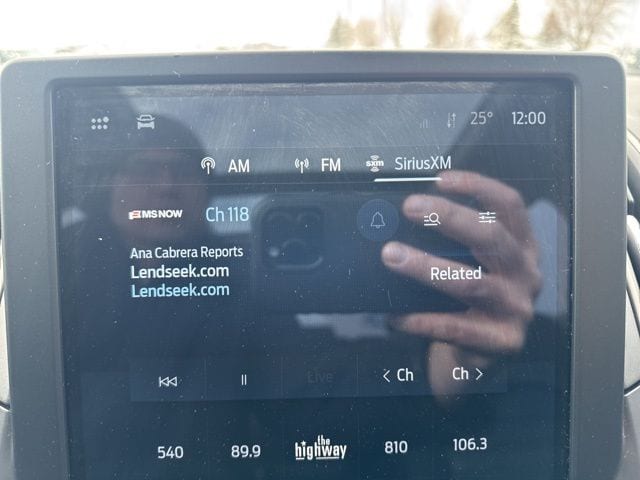 25° 12:00
AM FM sxm SiriusXM
MS NOW Ch 118
Ana Cabrera Reports
Lendseek.com
Related
Lendseek.com
Live < Ch Ch >
540 89.9 the highway 810 106.3